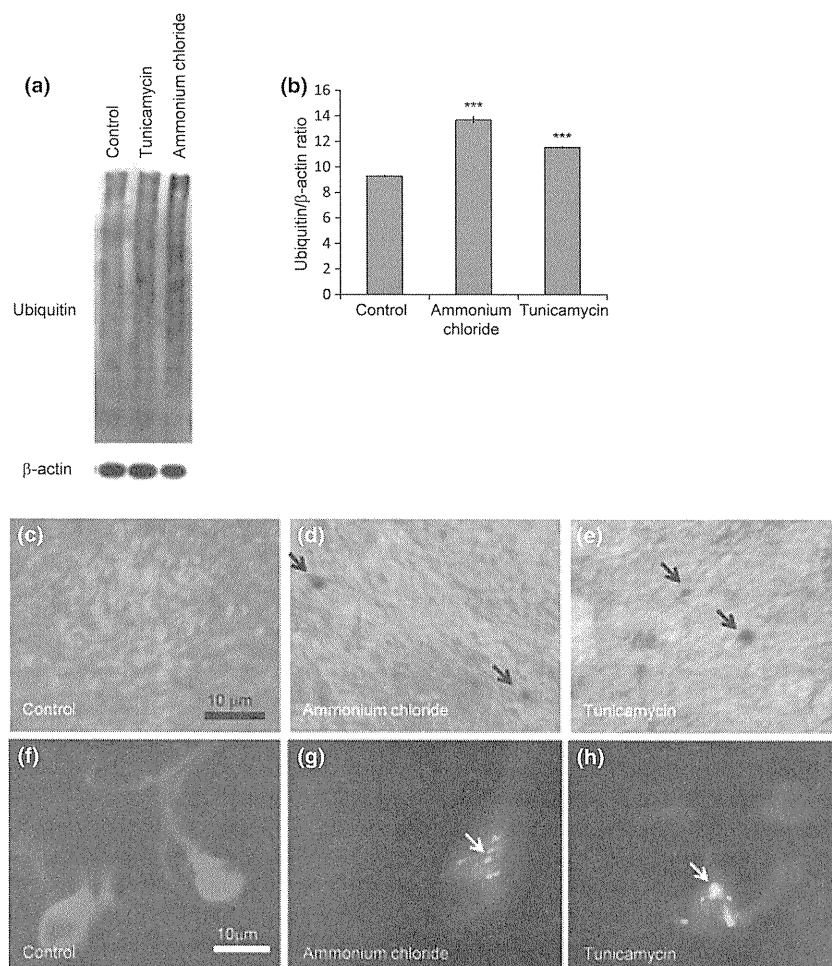 (a)
Control
Tunicamycin
Ammonium chloride
Ubiquitin
β-actin
(b)
Ubiquitin/β-actin ratio
16
14
12
10
8
6
4
2
0
***
***
Control
Ammonium
chloride
Tunicamycin
(c)
Control
10 μm
(d)
Ammonium chloride
(e)
Tunicamycin
(f)
Control
10μm
(g)
Ammonium chloride
(h)
Tunicamycin